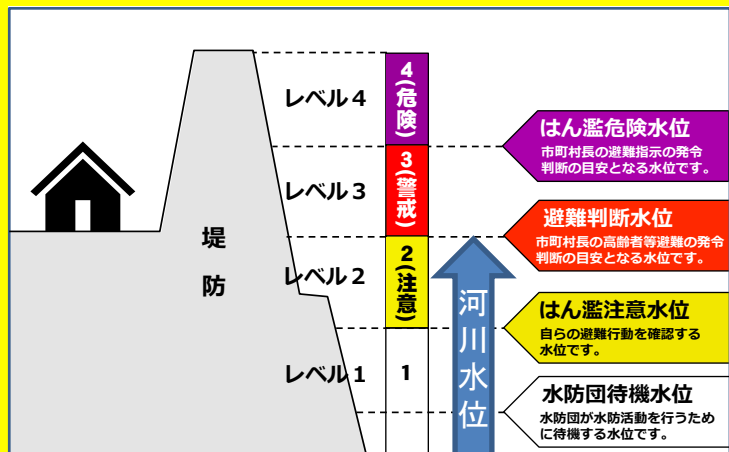 堤防
レベル４
レベル３
レベル２
レベル１
4(危険)
3(警戒)
2(注意)
1
河川水位
はん濫危険水位
市町村長の避難指示の発令
判断の目安となる水位です。
避難判断水位
市町村長の高齢者等避難の発令
判断の目安となる水位です。
はん濫注意水位
自らの避難行動を確認する
水位です。
水防団待機水位
水防団が水防活動を行うため
に待機する水位です。